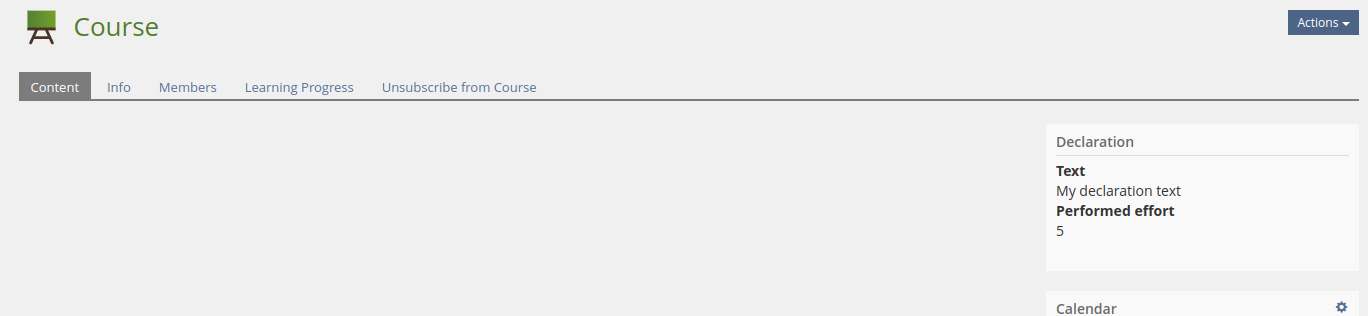 Course
Actions
Content Info Members Learning Progress Unsubscribe from Course
Declaration
Text
My declaration text
Performed effort
5
Calendar